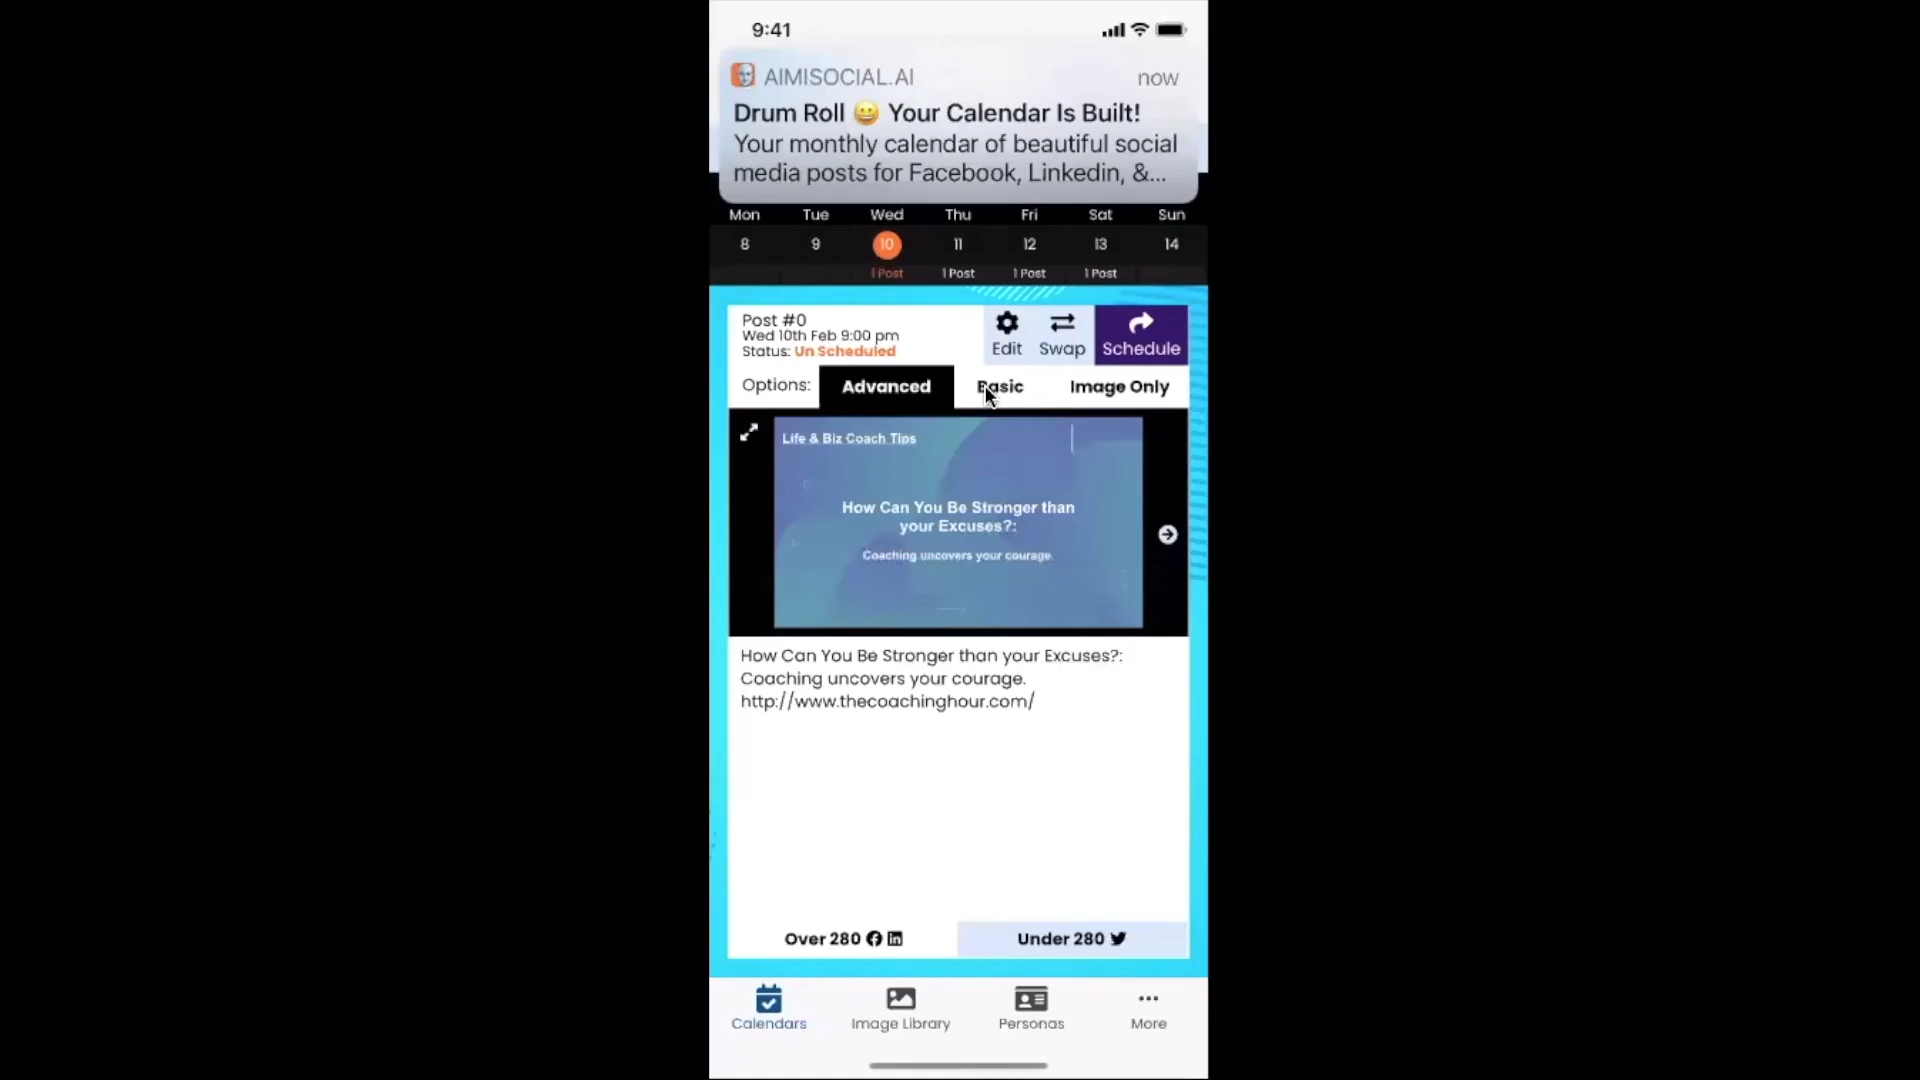 9:41
AIMISOCIAL.AI now
Drum Roll 😀 Your Calendar Is Built!
Your monthly calendar of beautiful social
media posts for Facebook, Linkedin, &...
Mon Tue Wed Thu Fri Sat Sun
8 9 10 11 12 13 14
1 Post 1 Post 1 Post 1 Post
Post #0
Wed 10th Feb 9:00 pm
Status: Un Scheduled
Edit Swap Schedule
Options: Advanced Basic Image Only
Life & Biz Coach Tips
How Can You Be Stronger than
your Excuses?:
Coaching uncovers your courage.
How Can You Be Stronger than your Excuses?:
Coaching uncovers your courage.
http://www.thecoachinghour.com/
Over 280 Under 280
Calendars Image Library Personas More